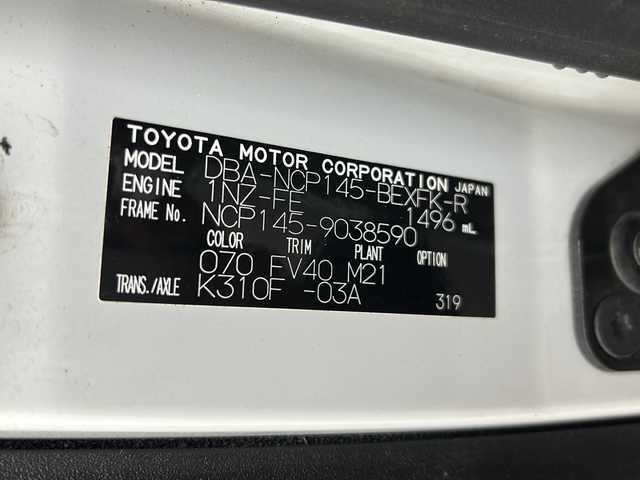 TOYOTA MOTOR CORPORATION JAPAN
MODEL DBA-NCP145-BEXFK-R
ENGINE 1NZ-FE 1496 mL
FRAME No. NCP145-9038590
COLOR TRIM PLANT OPTION
070 FV40 M21
TRANS./AXLE K310F -03A 319